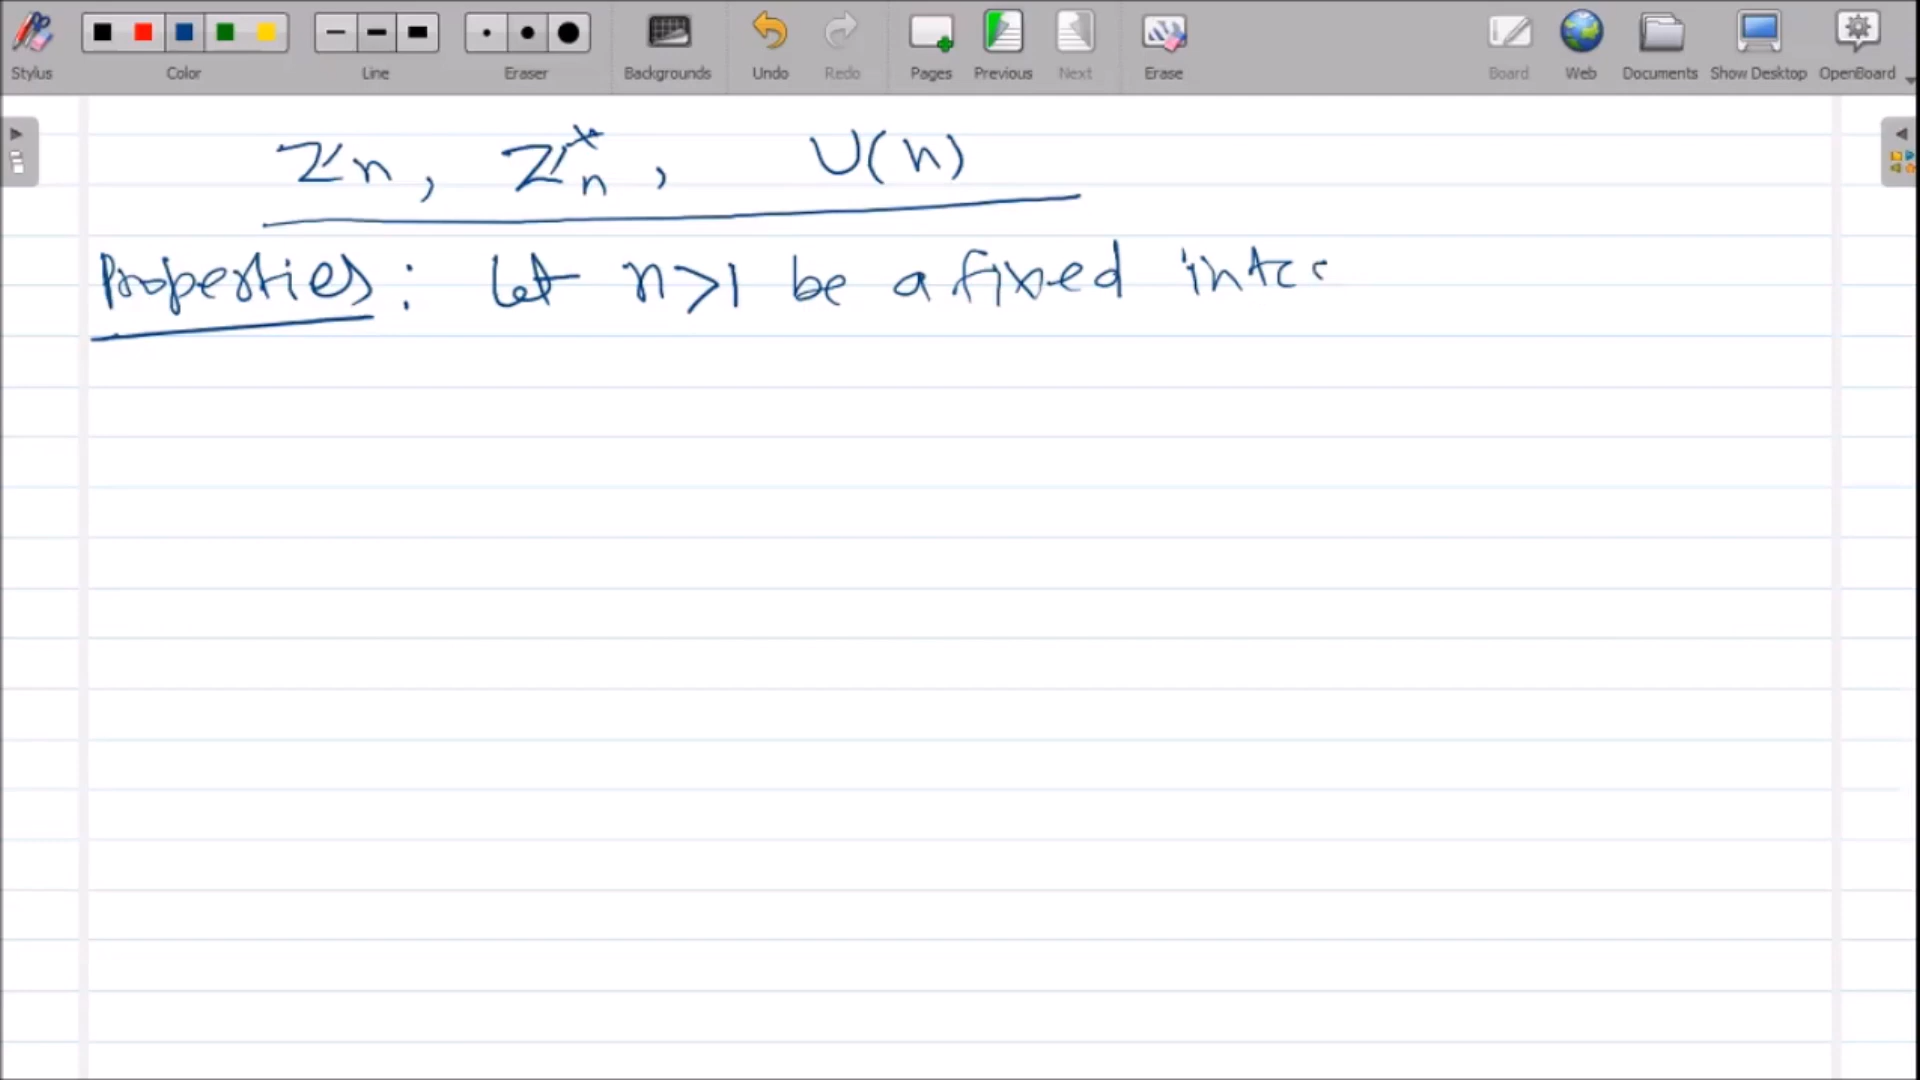 Stylus Color Line Eraser Backgrounds Undo Redo Pages Previous Next Erase Board Web Documents Show Desktop OpenBoard
Zn, Z*n, U(n)
Properties: Let n>1 be a fixed inte